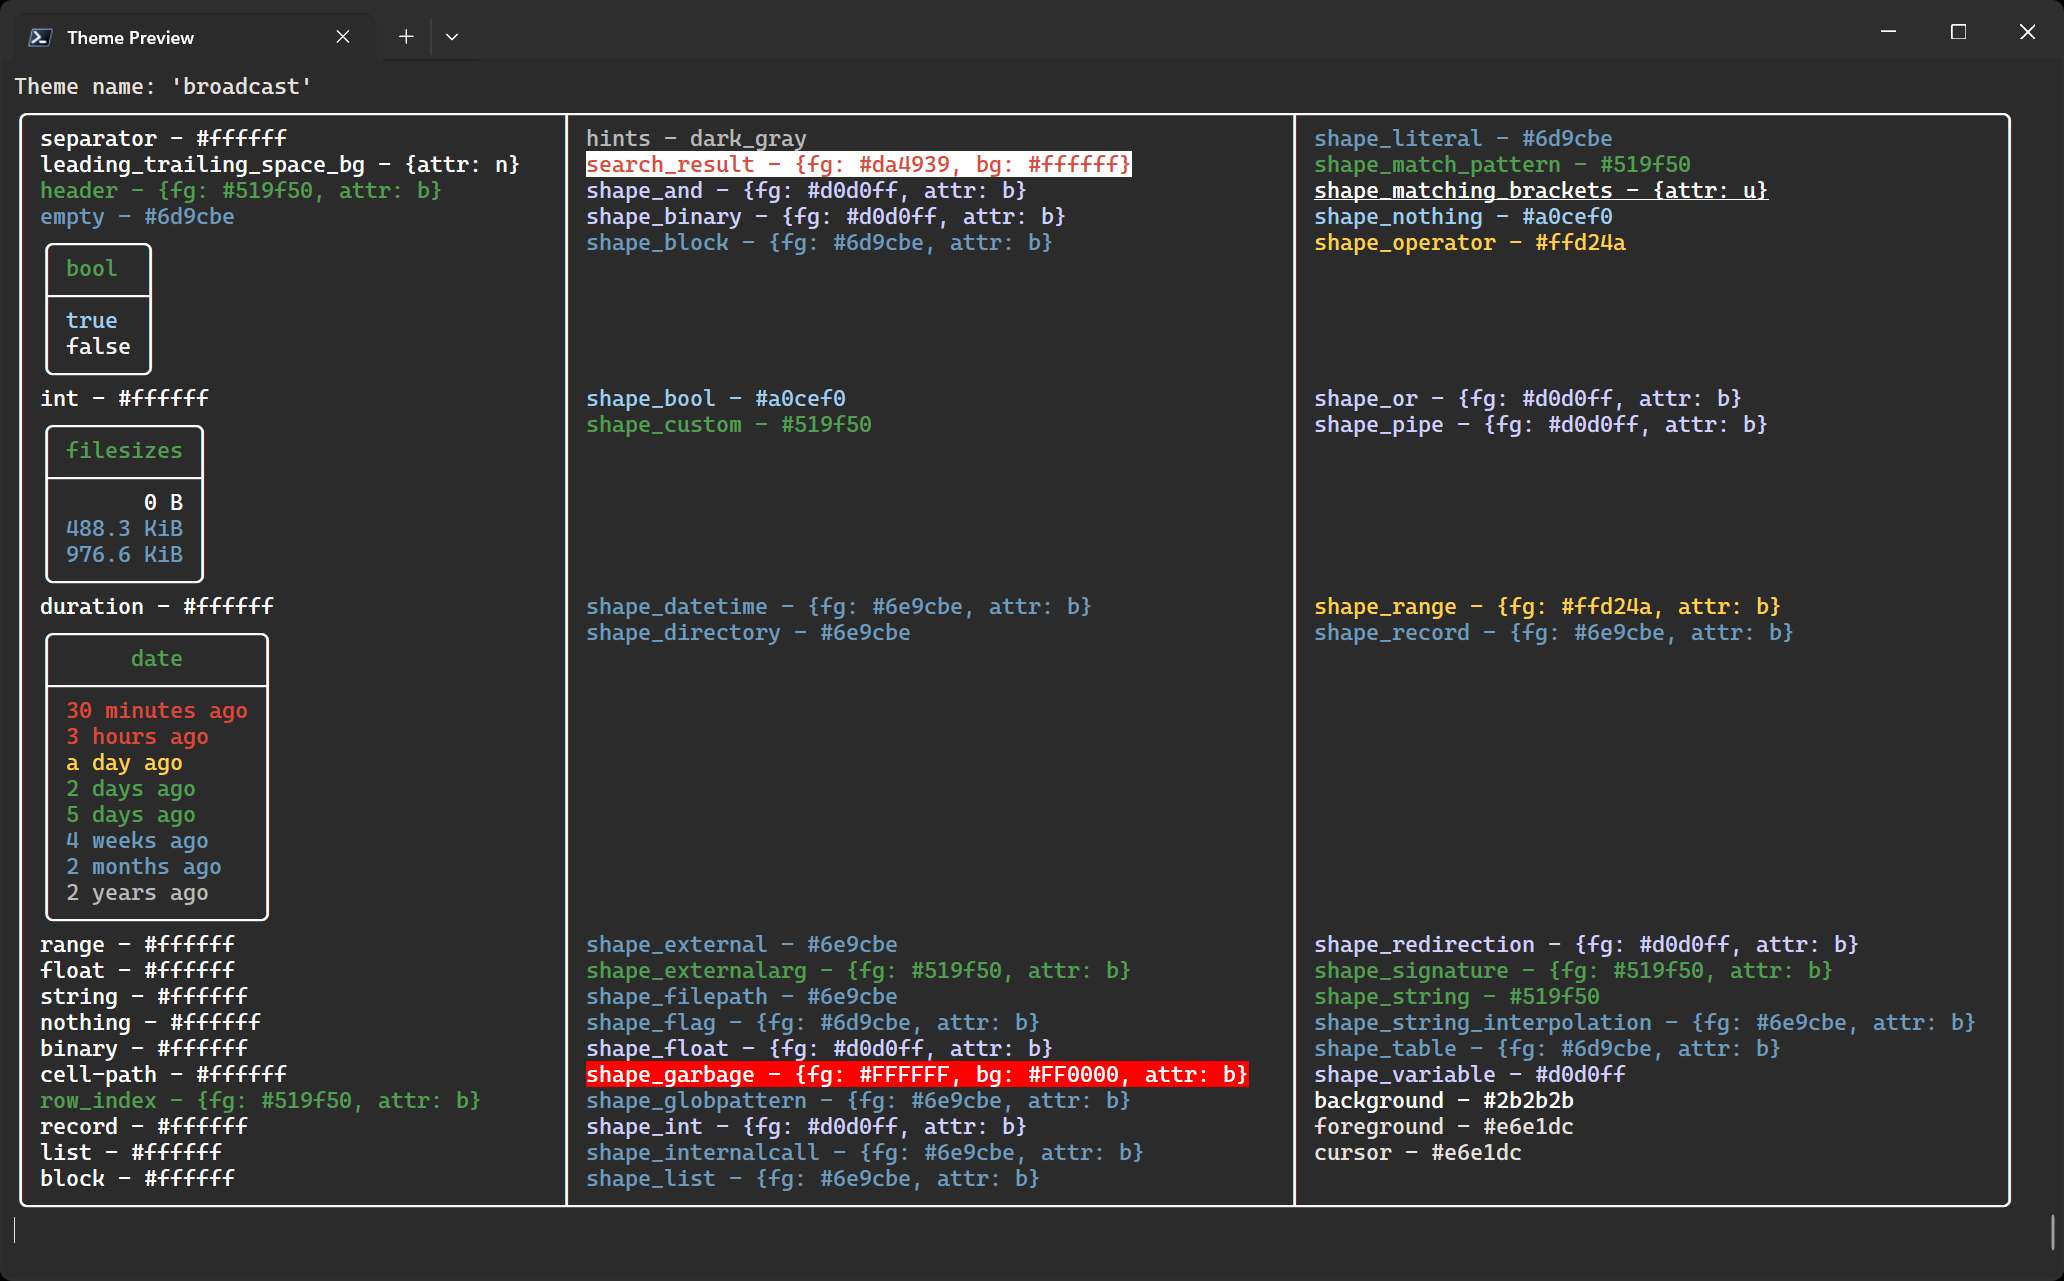 Theme Preview
Theme name: 'broadcast'
separator - #ffffff
leading_trailing_space_bg - {attr: n}
header - {fg: #519f50, attr: b}
empty - #6d9cbe
bool
true
false
int - #ffffff
filesizes
0 B
488.3 KiB
976.6 KiB
duration - #ffffff
date
30 minutes ago
3 hours ago
a day ago
2 days ago
5 days ago
4 weeks ago
2 months ago
2 years ago
range - #ffffff
float - #ffffff
string - #ffffff
nothing - #ffffff
binary - #ffffff
cell-path - #ffffff
row_index - {fg: #519f50, attr: b}
record - #ffffff
list - #ffffff
block - #ffffff
hints - dark_gray
search_result - {fg: #da4939, bg: #ffffff}
shape_and - {fg: #d0d0ff, attr: b}
shape_binary - {fg: #d0d0ff, attr: b}
shape_block - {fg: #6d9cbe, attr: b}
shape_bool - #a0cef0
shape_custom - #519f50
shape_datetime - {fg: #6e9cbe, attr: b}
shape_directory - #6e9cbe
shape_external - #6e9cbe
shape_externalarg - {fg: #519f50, attr: b}
shape_filepath - #6e9cbe
shape_flag - {fg: #6d9cbe, attr: b}
shape_float - {fg: #d0d0ff, attr: b}
shape_garbage - {fg: #FFFFFF, bg: #FF0000, attr: b}
shape_globpattern - {fg: #6e9cbe, attr: b}
shape_int - {fg: #d0d0ff, attr: b}
shape_internalcall - {fg: #6e9cbe, attr: b}
shape_list - {fg: #6e9cbe, attr: b}
shape_literal - #6d9cbe
shape_match_pattern - #519f50
shape_matching_brackets - {attr: u}
shape_nothing - #a0cef0
shape_operator - #ffd24a
shape_or - {fg: #d0d0ff, attr: b}
shape_pipe - {fg: #d0d0ff, attr: b}
shape_range - {fg: #ffd24a, attr: b}
shape_record - {fg: #6e9cbe, attr: b}
shape_redirection - {fg: #d0d0ff, attr: b}
shape_signature - {fg: #519f50, attr: b}
shape_string - #519f50
shape_string_interpolation - {fg: #6e9cbe, attr: b}
shape_table - {fg: #6d9cbe, attr: b}
shape_variable - #d0d0ff
background - #2b2b2b
foreground - #e6e1dc
cursor - #e6e1dc